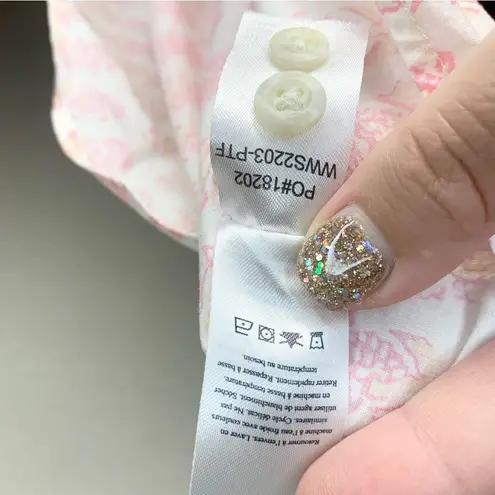 PO#18202
WWS2203-PTF
Retourner à l'envers. Laver en
machine à l'eau froide avec couleurs
similaires. Cycle délicat. Ne pas
utiliser agent de blanchiment. Sécher
en machine à basse température.
Retirer rapidement. Repasser à basse
température au besoin.